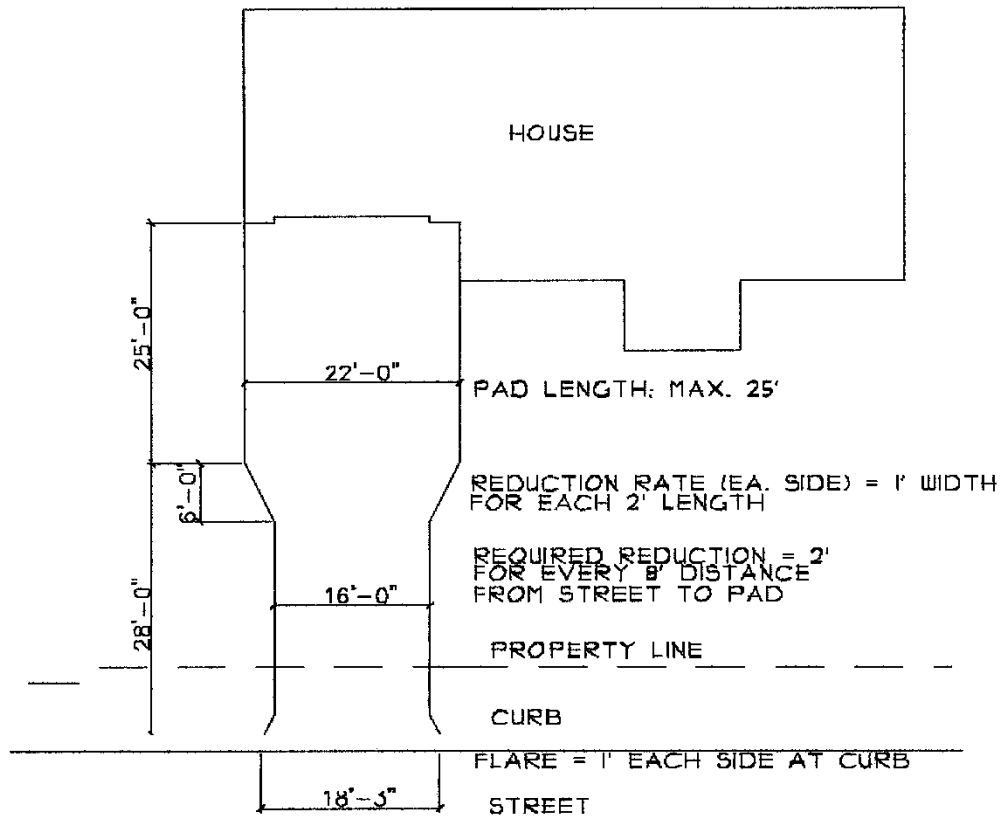 HOUSE
25'-0"
22'-0"
PAD LENGTH: MAX. 25'
6'-0"
REDUCTION RATE (EA. SIDE) = 1' WIDTH
FOR EACH 2' LENGTH
REQUIRED REDUCTION = 2'
FOR EVERY 8' DISTANCE
FROM STREET TO PAD
16'-0"
28'-0"
PROPERTY LINE
CURB
FLARE = 1' EACH SIDE AT CURB
18'-3"
STREET